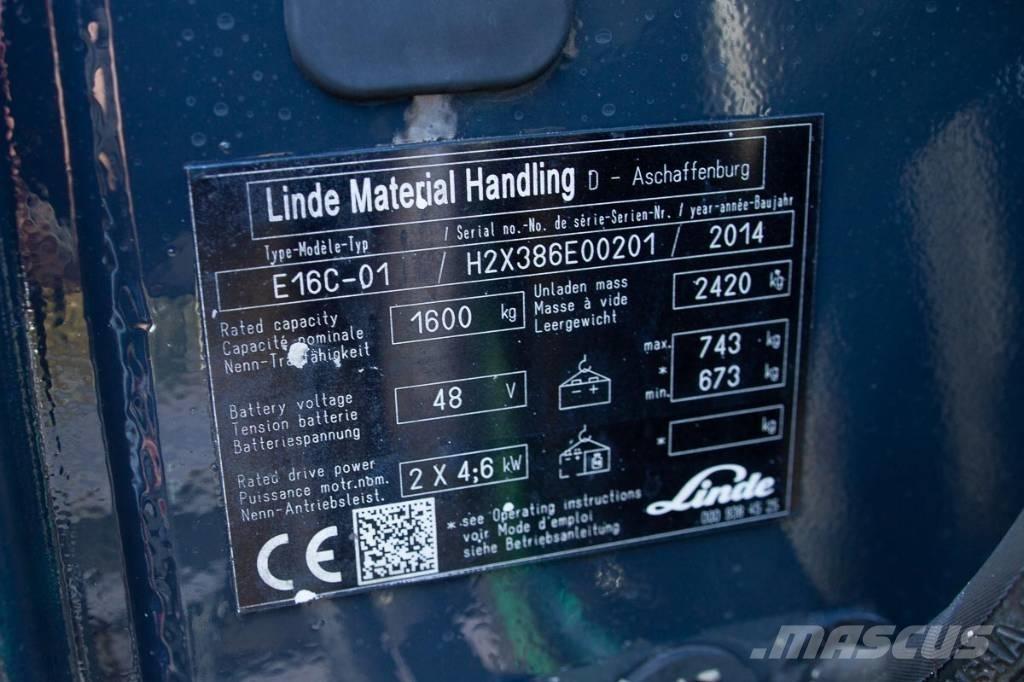 Linde Material Handling D - Aschaffenburg
Type-Modèle-Typ / Serial no.-No. de série-Serien-Nr. / year-année-Baujahr
E16C-01 / H2X386E00201 / 2014
Rated capacity
Capacité nominale
Nenn-Tragfähigkeit
1600 kg
Unladen mass
Masse à vide
Leergewicht
2420 kg
Battery voltage
Tension batterie
Batteriespannung
48 V
- +
max. 743 kg
*
min. 673 kg
Rated drive power
Puissance motr.nom.
Nenn-Antriebsleist.
2 X 4,6 kW
* kg
CE
* see Operating instructions
voir Mode d'emploi
siehe Betriebsanleitung
Linde
MASCUS